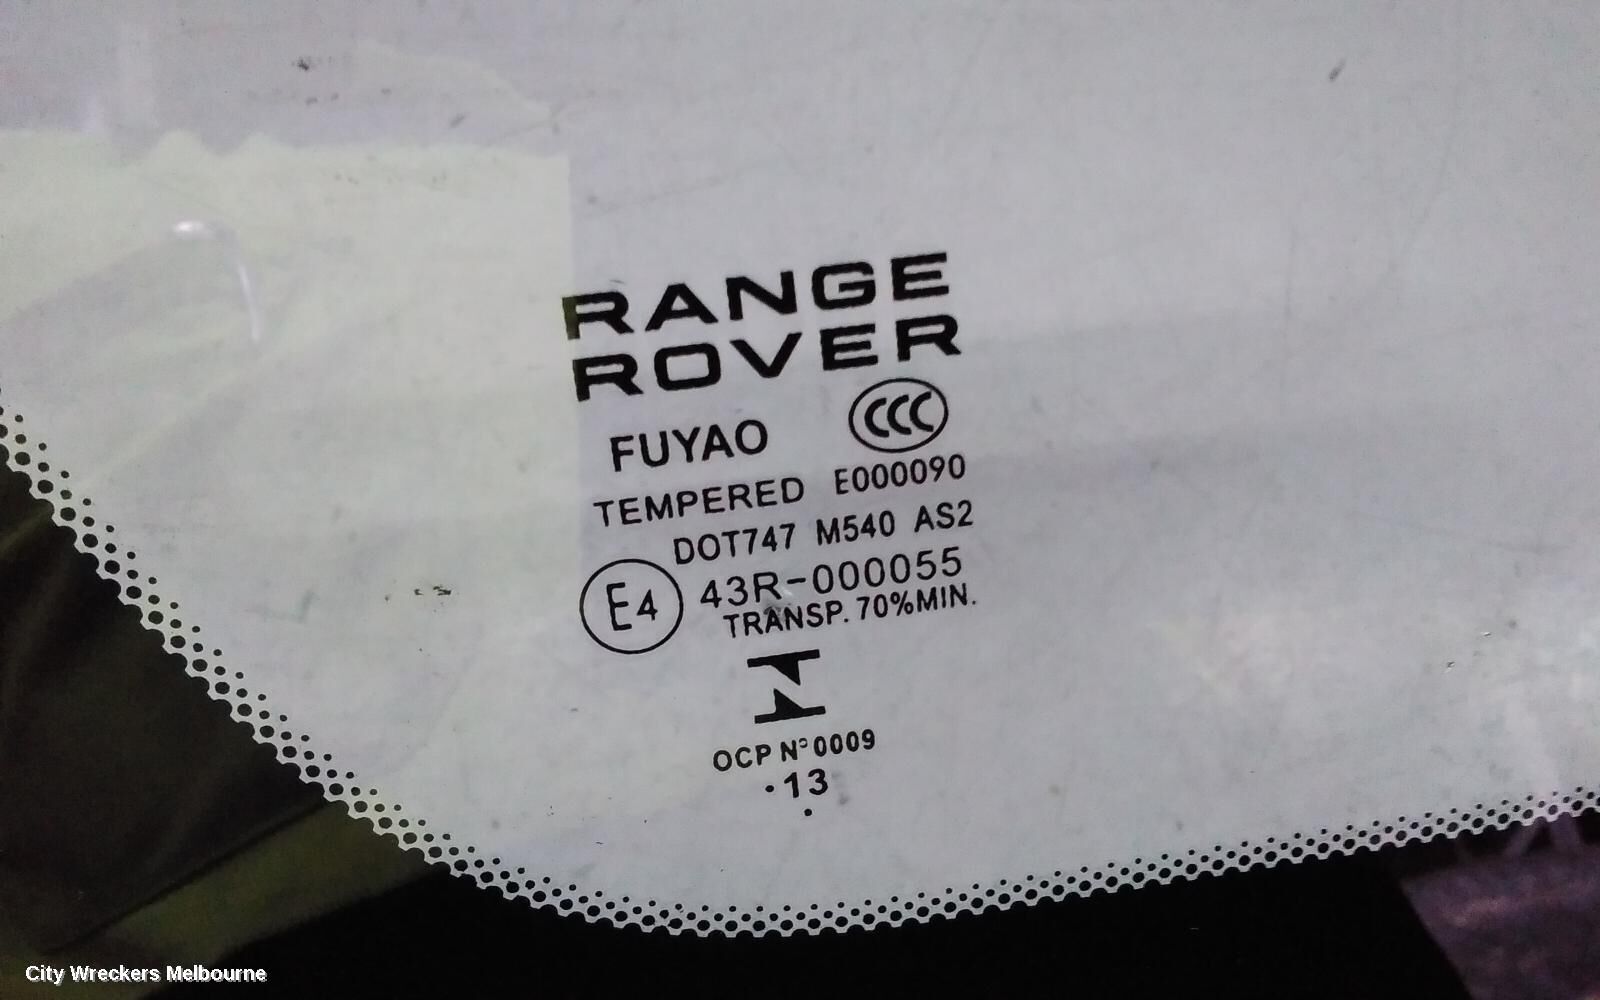 RANGE
ROVER
FUYAO CCC
TEMPERED E000090
DOT747 M540 AS2
E4 43R-000055
TRANSP. 70%MIN.
OCP Nº0009
·13
.
City Wreckers Melbourne